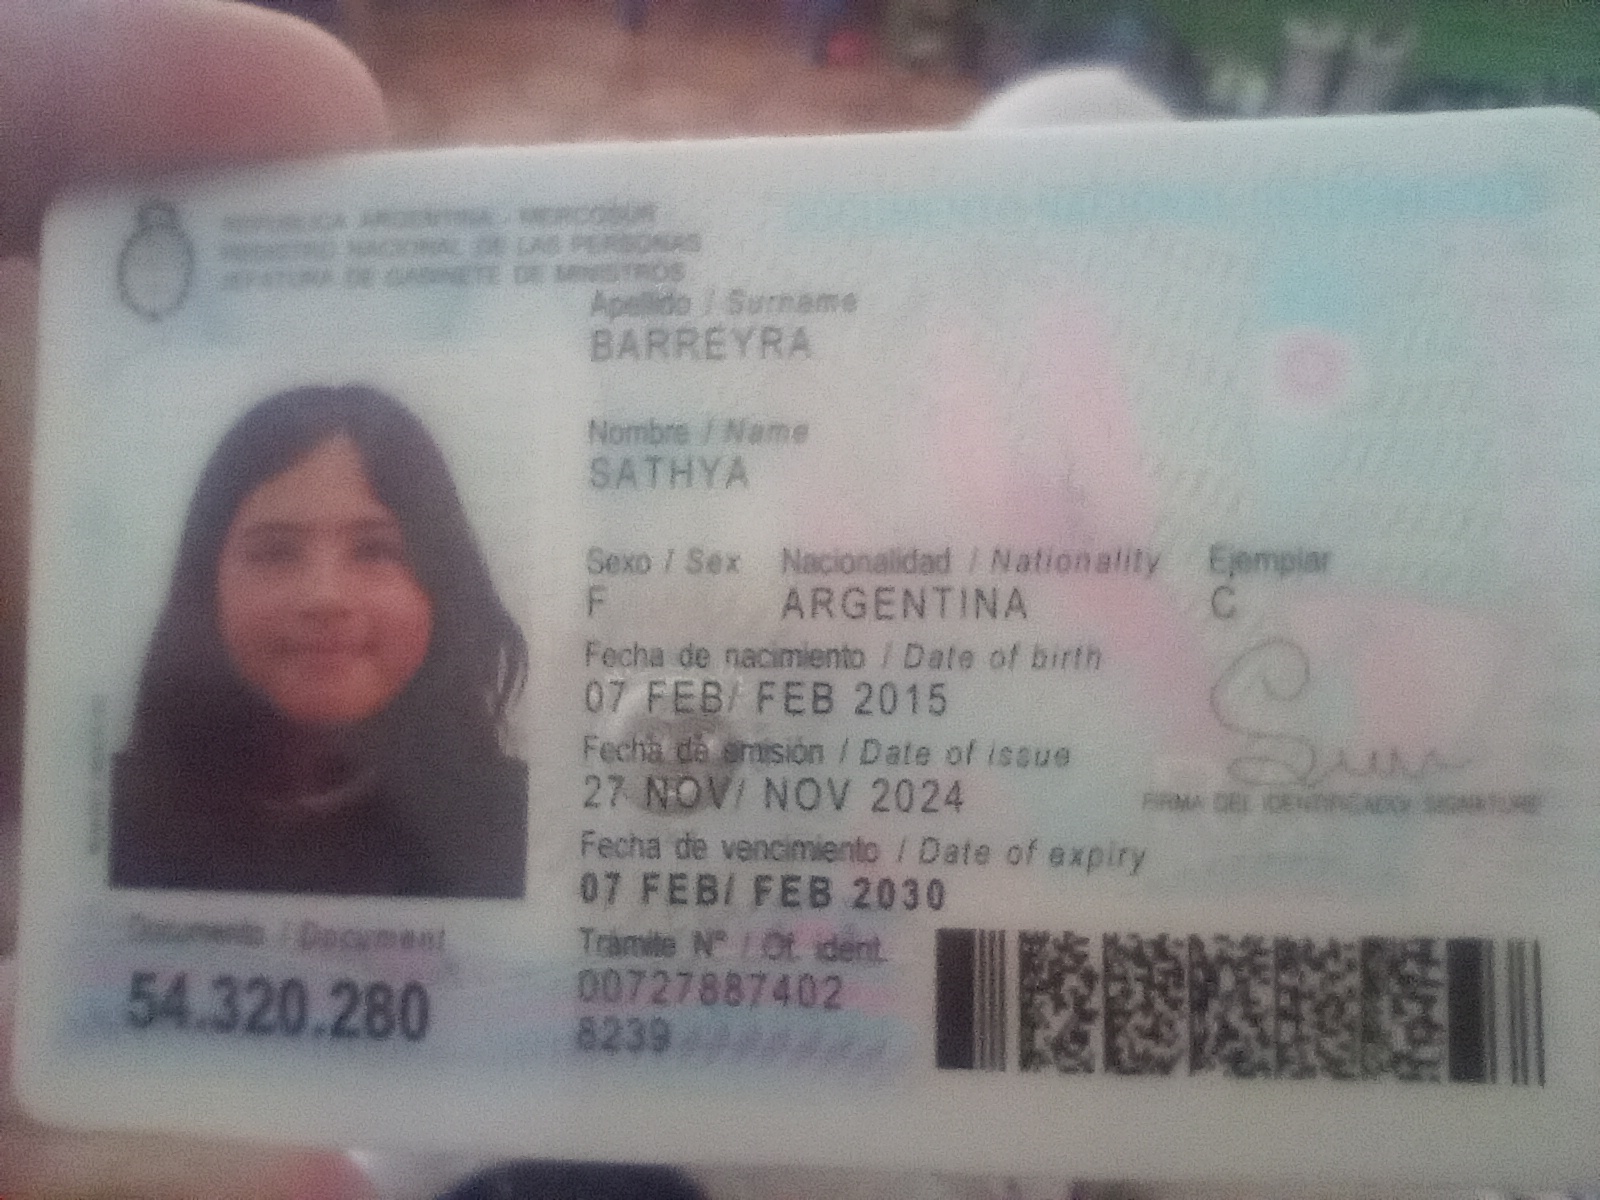 REPUBLICA ARGENTINA - MERCOSUR
REGISTRO NACIONAL DE LAS PERSONAS
JEFATURA DE GABINETE DE MINISTROS
Apellido / Surname
BARREYRA
Nombre / Name
SATHYA
Sexo / Sex Nacionalidad / Nationality Ejemplar
F ARGENTINA C
Fecha de nacimiento / Date of birth
07 FEB/ FEB 2015
Fecha de emisión / Date of issue
27 NOV/ NOV 2024
Fecha de vencimiento / Date of expiry
07 FEB/ FEB 2030
FIRMA DEL IDENTIFICADO/ SIGNATURE
Documento / Document
54.320.280
Trámite Nº / Of. ident.
00727887402
8239